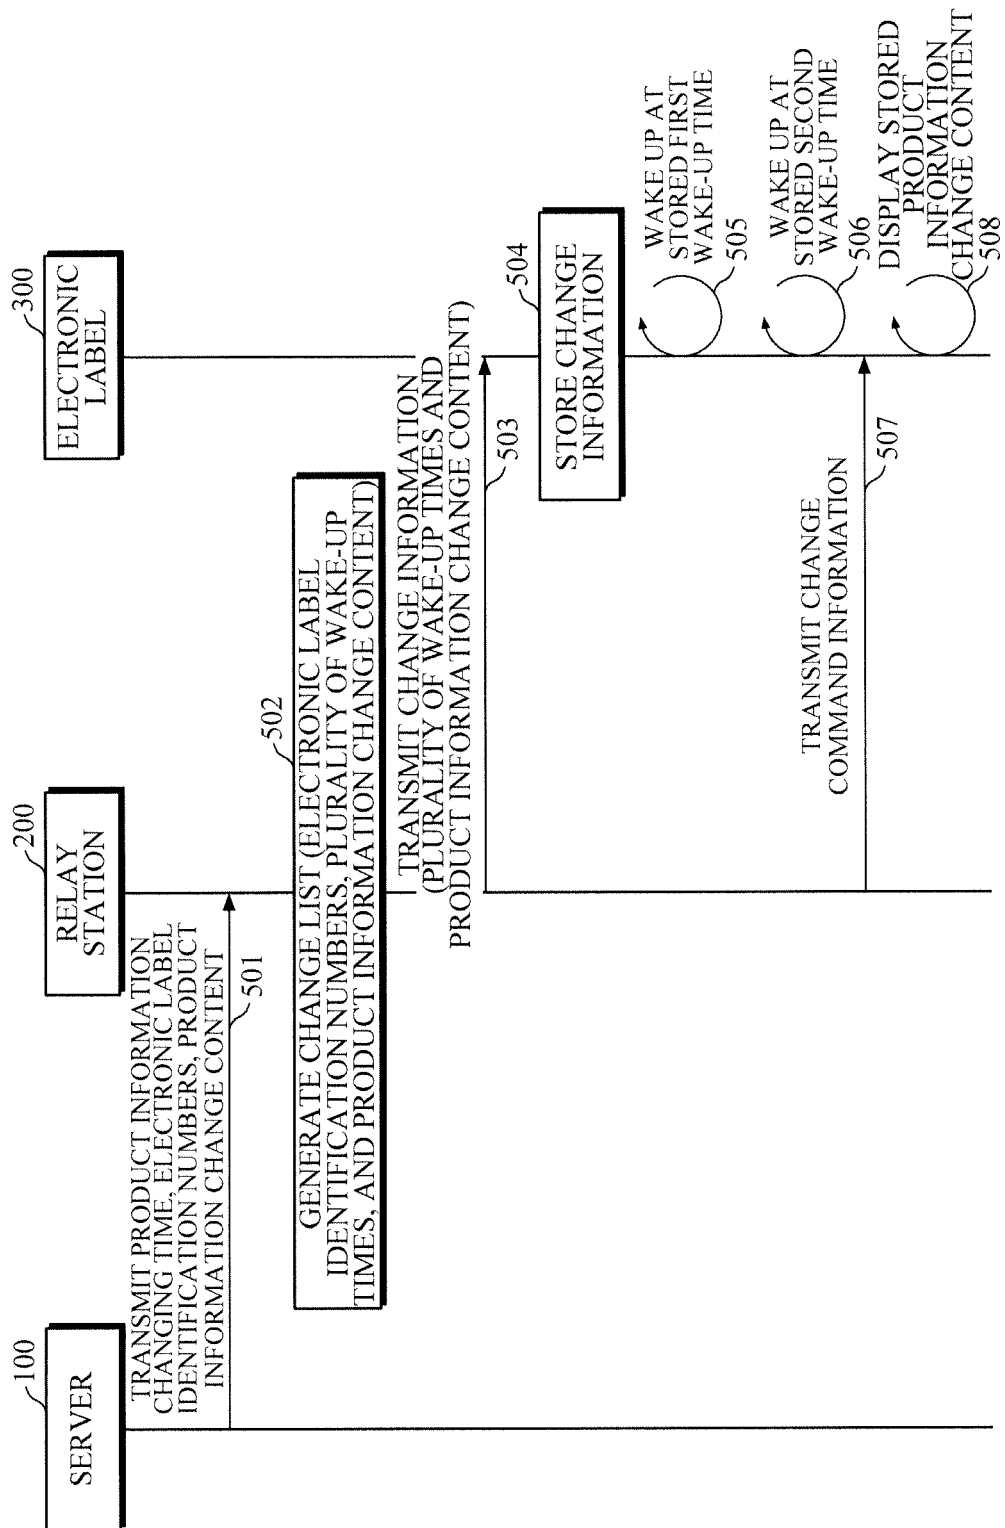 100
SERVER
200
RELAY
STATION
300
ELECTRONIC
LABEL
TRANSMIT PRODUCT INFORMATION
CHANGING TIME, ELECTRONIC LABEL
IDENTIFICATION NUMBERS, PRODUCT
INFORMATION CHANGE CONTENT
501
502
GENERATE CHANGE LIST (ELECTRONIC LABEL
IDENTIFICATION NUMBERS, PLURALITY OF WAKE-UP
TIMES, AND PRODUCT INFORMATION CHANGE CONTENT)
TRANSMIT CHANGE INFORMATION
(PLURALITY OF WAKE-UP TIMES AND
PRODUCT INFORMATION CHANGE CONTENT)
503
504
STORE CHANGE
INFORMATION
WAKE UP AT
STORED FIRST
WAKE-UP TIME
505
WAKE UP AT
STORED SECOND
WAKE-UP TIME
506
TRANSMIT CHANGE
COMMAND INFORMATION
507
DISPLAY STORED
PRODUCT
INFORMATION
CHANGE CONTENT
508